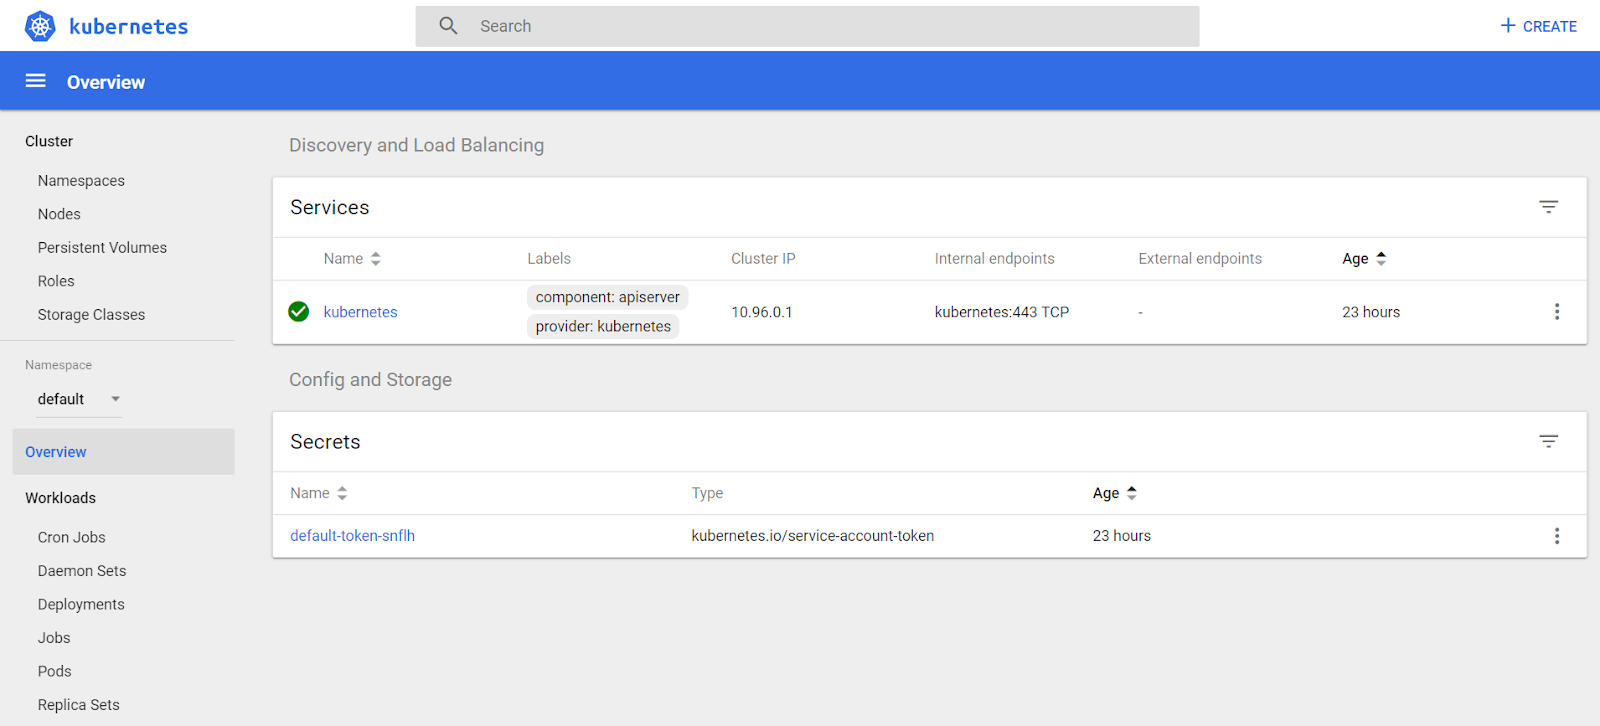 kubernetes
Search
CREATE
Overview
Cluster
Namespaces
Nodes
Persistent Volumes
Roles
Storage Classes
Namespace
default
Overview
Workloads
Cron Jobs
Daemon Sets
Deployments
Jobs
Pods
Replica Sets
Discovery and Load Balancing
Services
Name Labels Cluster IP Internal endpoints External endpoints Age
kubernetes component: apiserver provider: kubernetes 10.96.0.1 kubernetes:443 TCP - 23 hours
Config and Storage
Secrets
Name Type Age
default-token-snflh kubernetes.io/service-account-token 23 hours